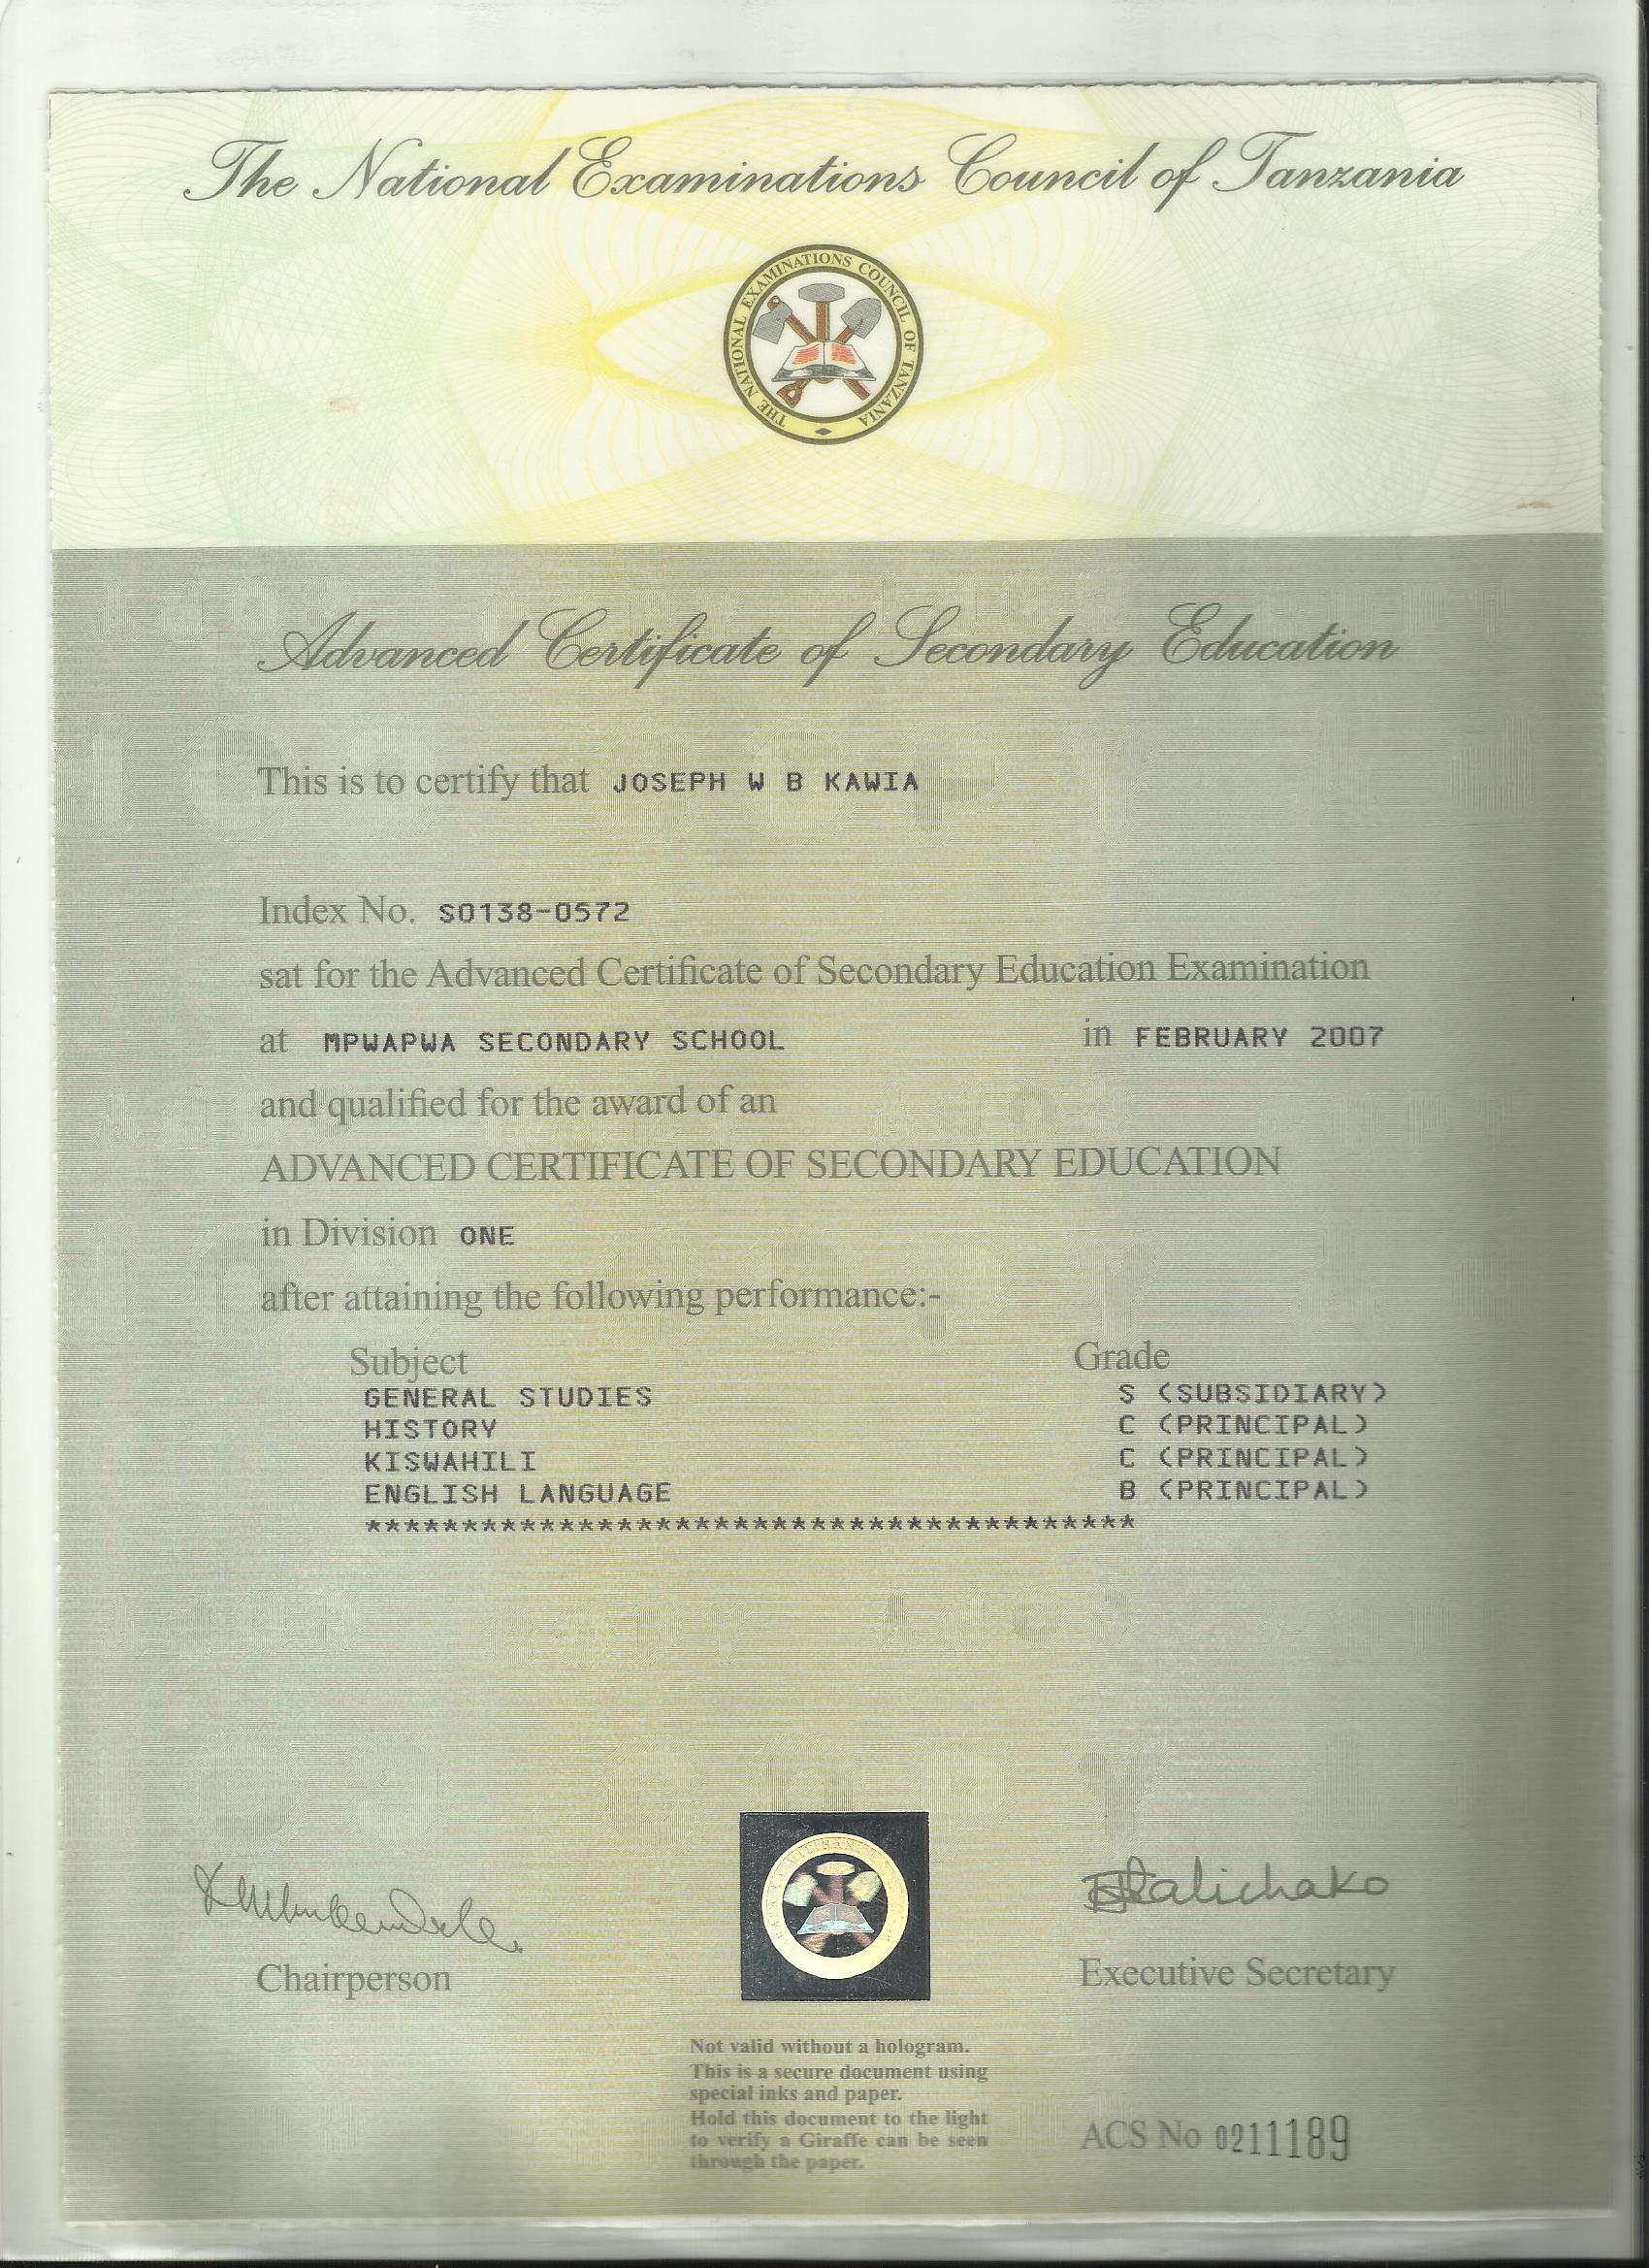 The National Examinations Council of Tanzania
THE NATIONAL EXAMINATIONS COUNCIL OF TANZANIA
Advanced Certificate of Secondary Education
This is to certify that JOSEPH W B KAWIA
Index No. S0138-0572
sat for the Advanced Certificate of Secondary Education Examination
at MPWAPWA SECONDARY SCHOOL in FEBRUARY 2007
and qualified for the award of an
ADVANCED CERTIFICATE OF SECONDARY EDUCATION
in Division ONE
after attaining the following performance:-
Subject Grade
GENERAL STUDIES S (SUBSIDIARY)
HISTORY C (PRINCIPAL)
KISWAHILI C (PRINCIPAL)
ENGLISH LANGUAGE B (PRINCIPAL)
****************************************
Chairperson Executive Secretary
Not valid without a hologram.
This is a secure document using
special inks and paper.
Hold this document to the light
to verify a Giraffe can be seen
through the paper.
ACS No 0211189